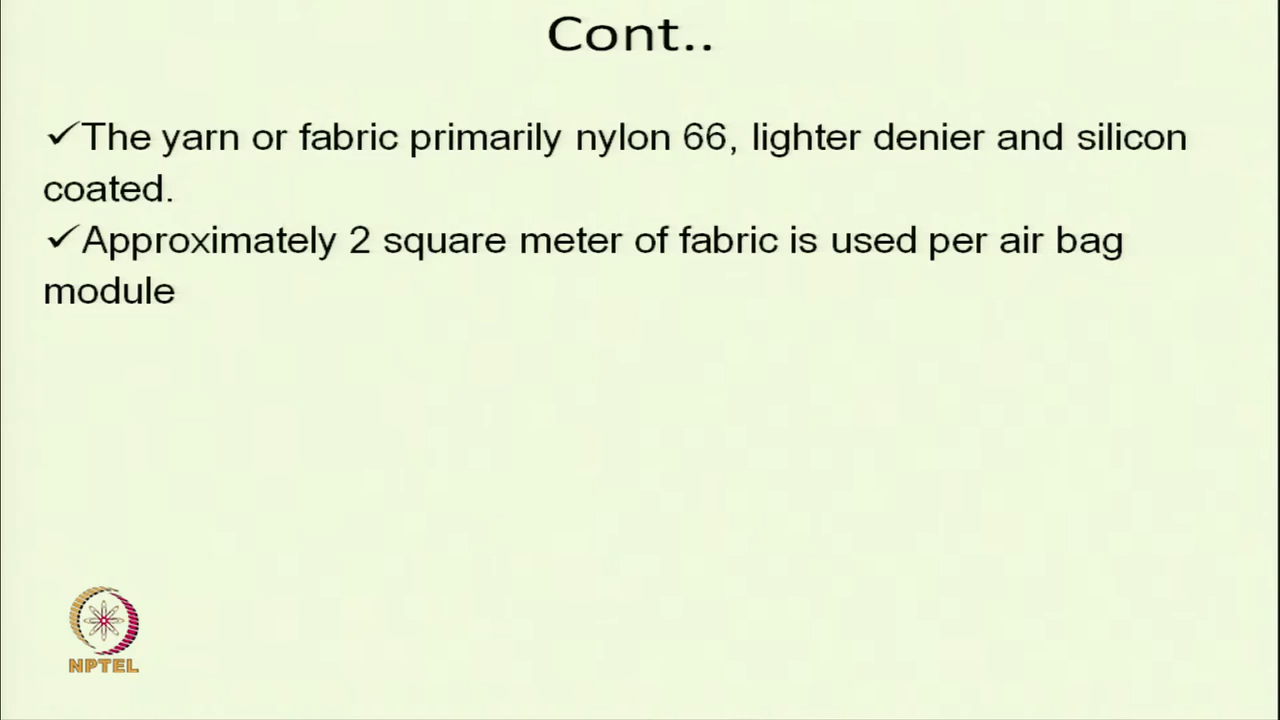 Cont..
✓The yarn or fabric primarily nylon 66, lighter denier and silicon
coated.
✓Approximately 2 square meter of fabric is used per air bag
module
NPTEL